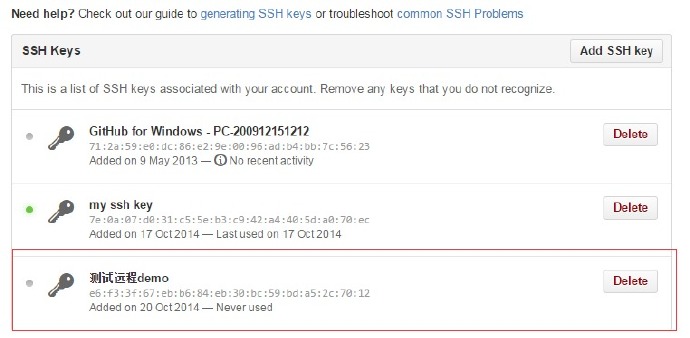 Need help? Check out our guide to generating SSH keys or troubleshoot common SSH Problems
SSH Keys
Add SSH key
This is a list of SSH keys associated with your account. Remove any keys that you do not recognize.
GitHub for Windows - PC-200912151212
Delete
71:2a:59:e0:dc:86:e2:9e:00:96:ad:b4:bb:7c:56:23
Added on 9 May 2013 — No recent activity
my ssh key
Delete
7e:0a:07:d0:31:c5:5e:b3:c9:42:a4:40:5d:a0:70:ec
Added on 17 Oct 2014 — Last used on 17 Oct 2014
测试远程demo
Delete
e6:f3:3f:67:eb:b6:84:eb:30:bc:59:bd:a5:2c:70:12
Added on 20 Oct 2014 — Never used